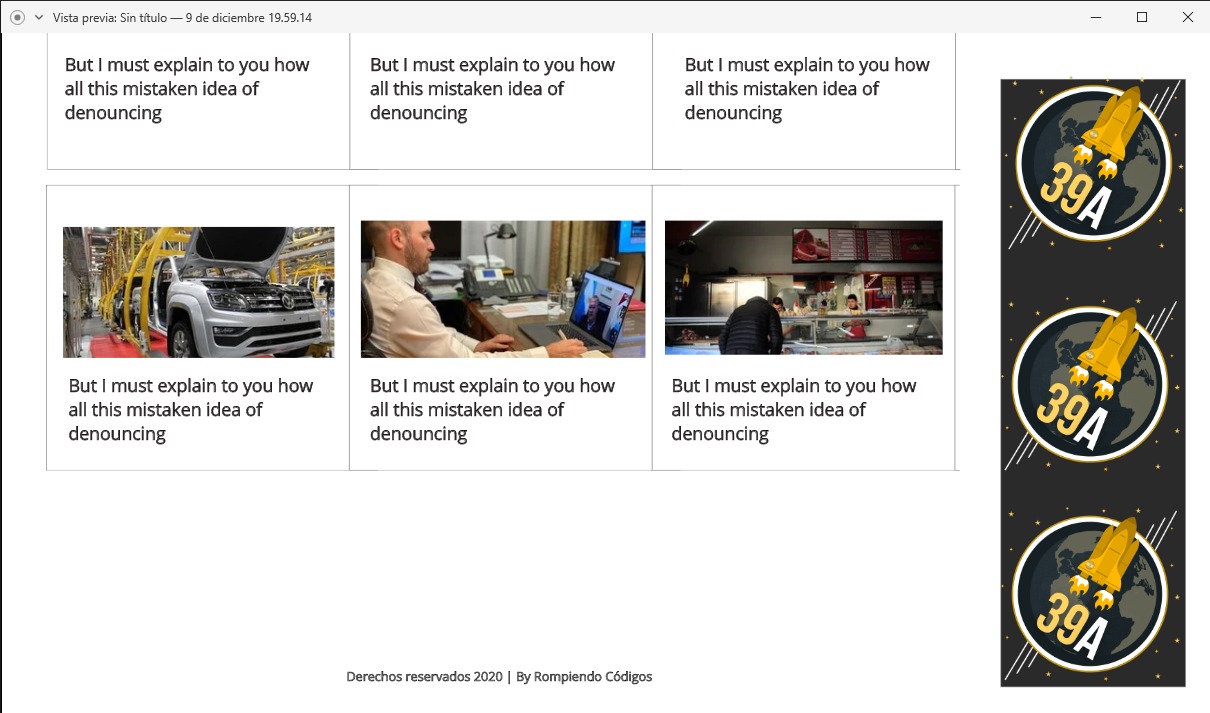 Vista previa: Sin título — 9 de diciembre 19.59.14
But I must explain to you how
all this mistaken idea of
denouncing
But I must explain to you how
all this mistaken idea of
denouncing
But I must explain to you how
all this mistaken idea of
denouncing
But I must explain to you how
all this mistaken idea of
denouncing
But I must explain to you how
all this mistaken idea of
denouncing
But I must explain to you how
all this mistaken idea of
denouncing
39A
39A
39A
Derechos reservados 2020 | By Rompiendo Códigos